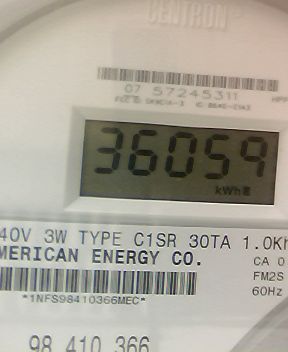 CENTRON
07 57245311
36059
kWh
40V 3W TYPE C1SR 30TA 1.0Kh
MERICAN ENERGY CO.
CA 0
FM2S
60Hz
*1NFS98410366MEC*
98 410 366